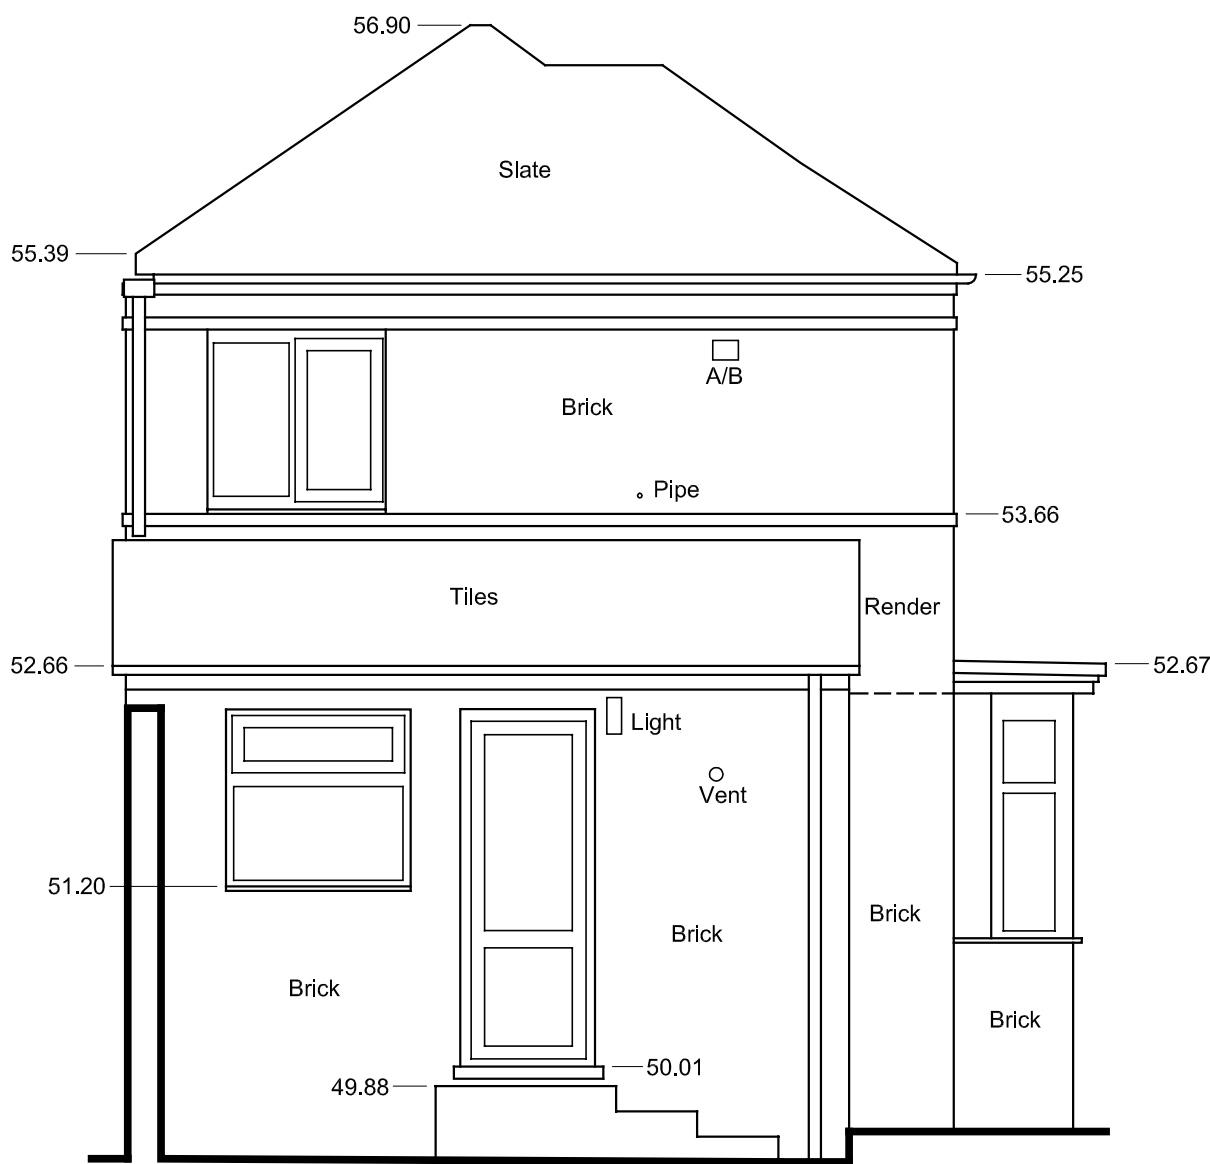 56.90
Slate
55.39
55.25
A/B
Brick
Pipe
53.66
Tiles
Render
52.66
52.67
Light
Vent
51.20
Brick
Brick
Brick
Brick
50.01
49.88